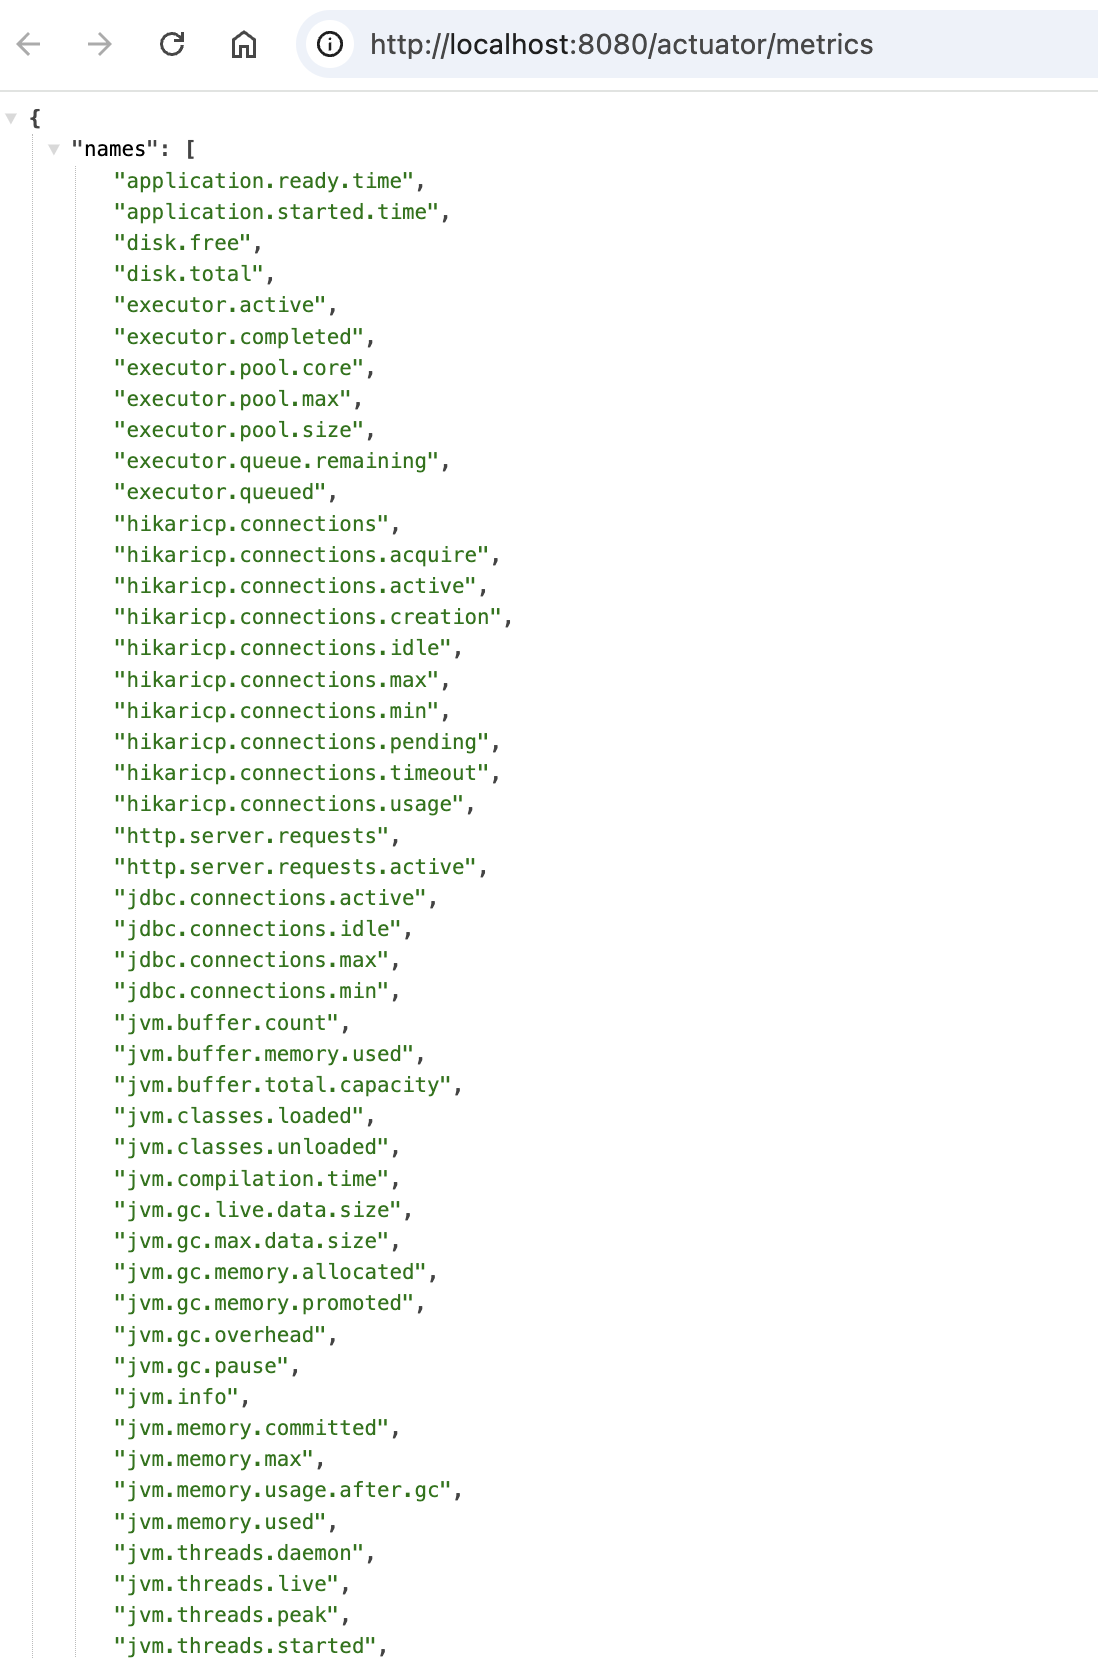 http://localhost:8080/actuator/metrics
{
"names": [
"application.ready.time",
"application.started.time",
"disk.free",
"disk.total",
"executor.active",
"executor.completed",
"executor.pool.core",
"executor.pool.max",
"executor.pool.size",
"executor.queue.remaining",
"executor.queued",
"hikaricp.connections",
"hikaricp.connections.acquire",
"hikaricp.connections.active",
"hikaricp.connections.creation",
"hikaricp.connections.idle",
"hikaricp.connections.max",
"hikaricp.connections.min",
"hikaricp.connections.pending",
"hikaricp.connections.timeout",
"hikaricp.connections.usage",
"http.server.requests",
"http.server.requests.active",
"jdbc.connections.active",
"jdbc.connections.idle",
"jdbc.connections.max",
"jdbc.connections.min",
"jvm.buffer.count",
"jvm.buffer.memory.used",
"jvm.buffer.total.capacity",
"jvm.classes.loaded",
"jvm.classes.unloaded",
"jvm.compilation.time",
"jvm.gc.live.data.size",
"jvm.gc.max.data.size",
"jvm.gc.memory.allocated",
"jvm.gc.memory.promoted",
"jvm.gc.overhead",
"jvm.gc.pause",
"jvm.info",
"jvm.memory.committed",
"jvm.memory.max",
"jvm.memory.usage.after.gc",
"jvm.memory.used",
"jvm.threads.daemon",
"jvm.threads.live",
"jvm.threads.peak",
"jvm.threads.started",